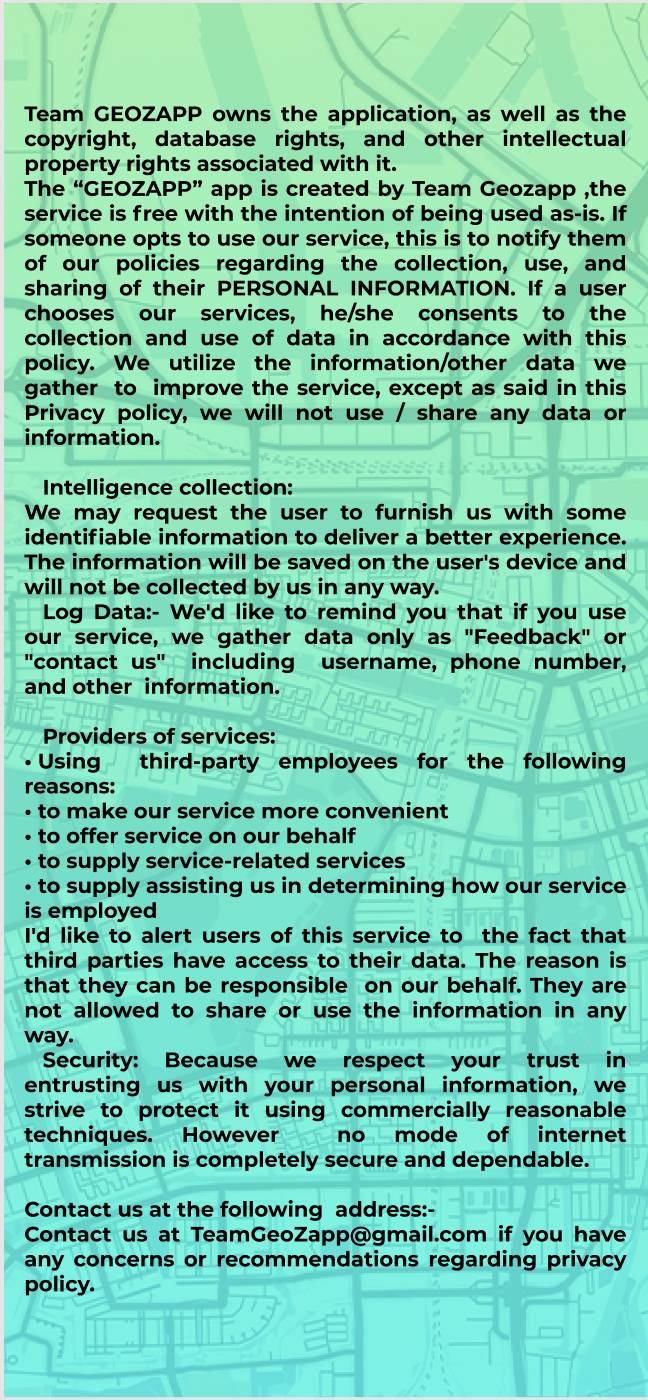 Team GEOZAPP owns the application, as well as the
copyright, database rights, and other intellectual
property rights associated with it.
The “GEOZAPP” app is created by Team Geozapp ,the
service is free with the intention of being used as-is. If
someone opts to use our service, this is to notify them
of our policies regarding the collection, use, and
sharing of their PERSONAL INFORMATION. If a user
chooses our services, he/she consents to the
collection and use of data in accordance with this
policy. We utilize the information/other data we
gather to improve the service, except as said in this
Privacy policy, we will not use / share any data or
information.
Intelligence collection:
We may request the user to furnish us with some
identifiable information to deliver a better experience.
The information will be saved on the user's device and
will not be collected by us in any way.
Log Data:- We'd like to remind you that if you use
our service, we gather data only as "Feedback" or
"contact us" including username, phone number,
and other information.
Providers of services:
• Using third-party employees for the following
reasons:
• to make our service more convenient
• to offer service on our behalf
• to supply service-related services
• to supply assisting us in determining how our service
is employed
I'd like to alert users of this service to the fact that
third parties have access to their data. The reason is
that they can be responsible on our behalf. They are
not allowed to share or use the information in any
way.
Security: Because we respect your trust in
entrusting us with your personal information, we
strive to protect it using commercially reasonable
techniques. However no mode of internet
transmission is completely secure and dependable.
Contact us at the following address:-
Contact us at TeamGeoZapp@gmail.com if you have
any concerns or recommendations regarding privacy
policy.